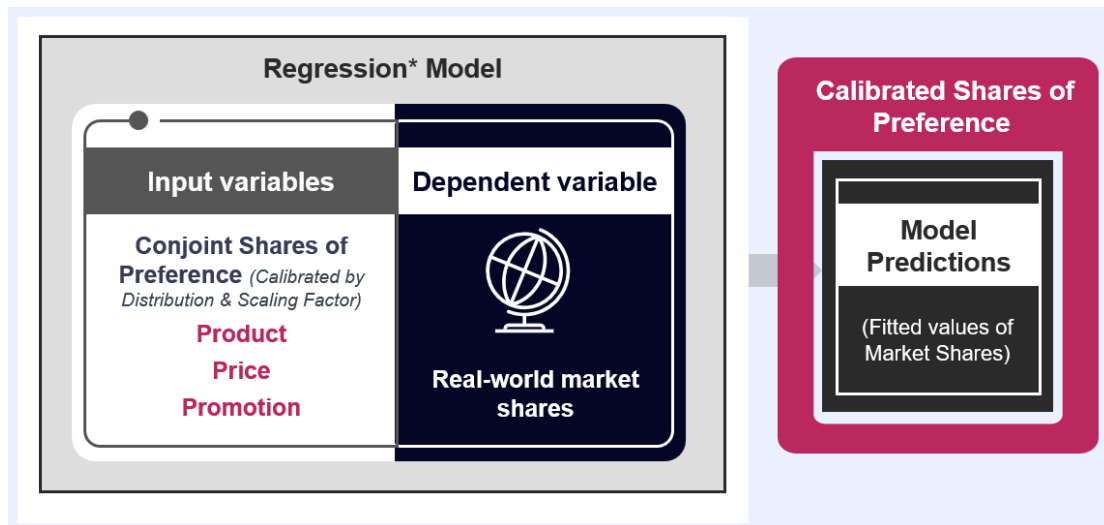 Regression* Model
Input variables
Conjoint Shares of
Preference (Calibrated by
Distribution & Scaling Factor)
Product
Price
Promotion
Dependent variable
Real-world market
shares
Calibrated Shares of
Preference
Model
Predictions
(Fitted values of
Market Shares)